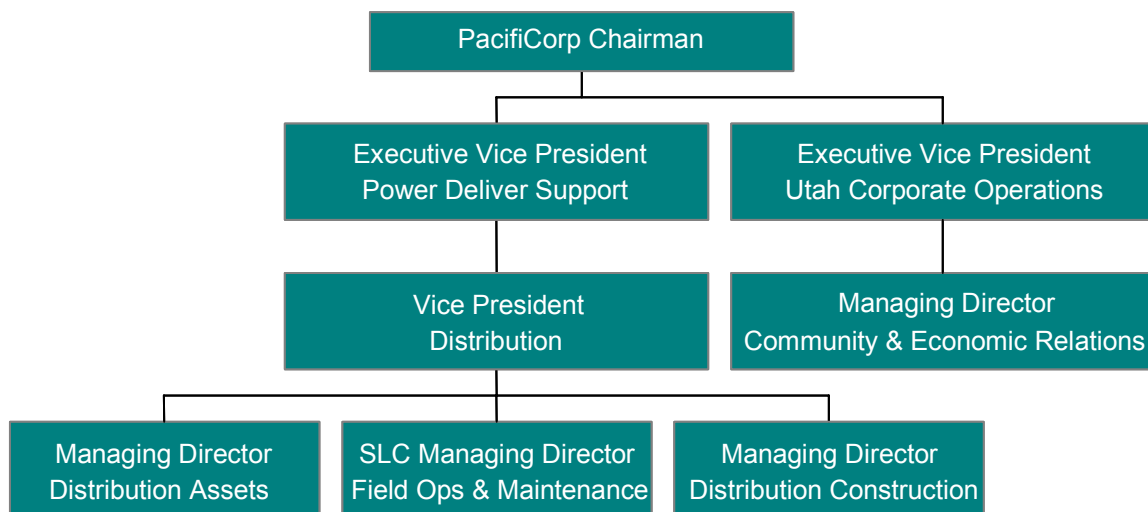 PacifiCorp Chairman
Executive Vice President
Power Deliver Support
Executive Vice President
Utah Corporate Operations
Vice President
Distribution
Managing Director
Community & Economic Relations
Managing Director
Distribution Assets
SLC Managing Director
Field Ops & Maintenance
Managing Director
Distribution Construction